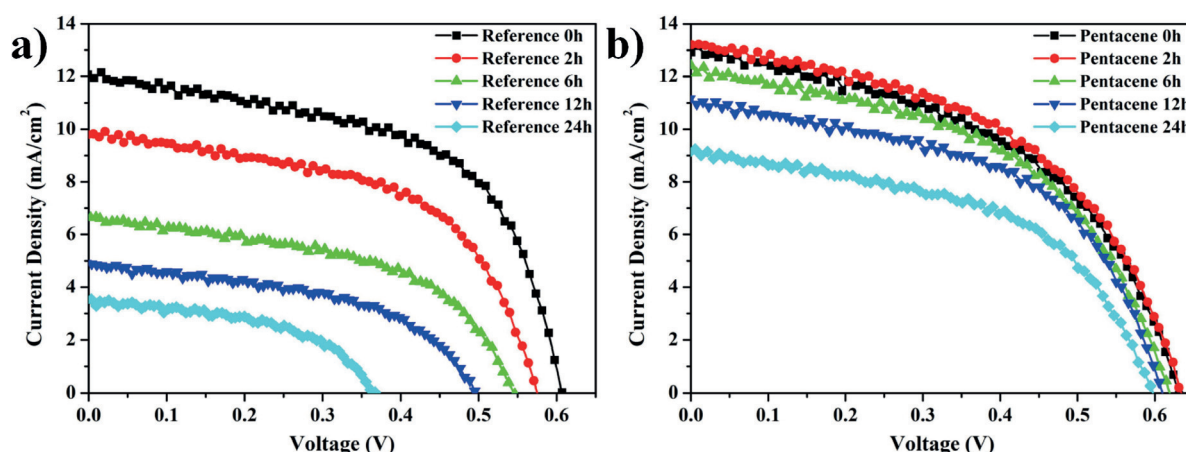 a)
Reference 0h
Reference 2h
Reference 6h
Reference 12h
Reference 24h
14
12
10
8
6
4
2
0
Current Density (mA/cm²)
0.0 0.1 0.2 0.3 0.4 0.5 0.6
Voltage (V)
b)
Pentacene 0h
Pentacene 2h
Pentacene 6h
Pentacene 12h
Pentacene 24h
14
12
10
8
6
4
2
0
Current Density (mA/cm²)
0.0 0.1 0.2 0.3 0.4 0.5 0.6
Voltage (V)